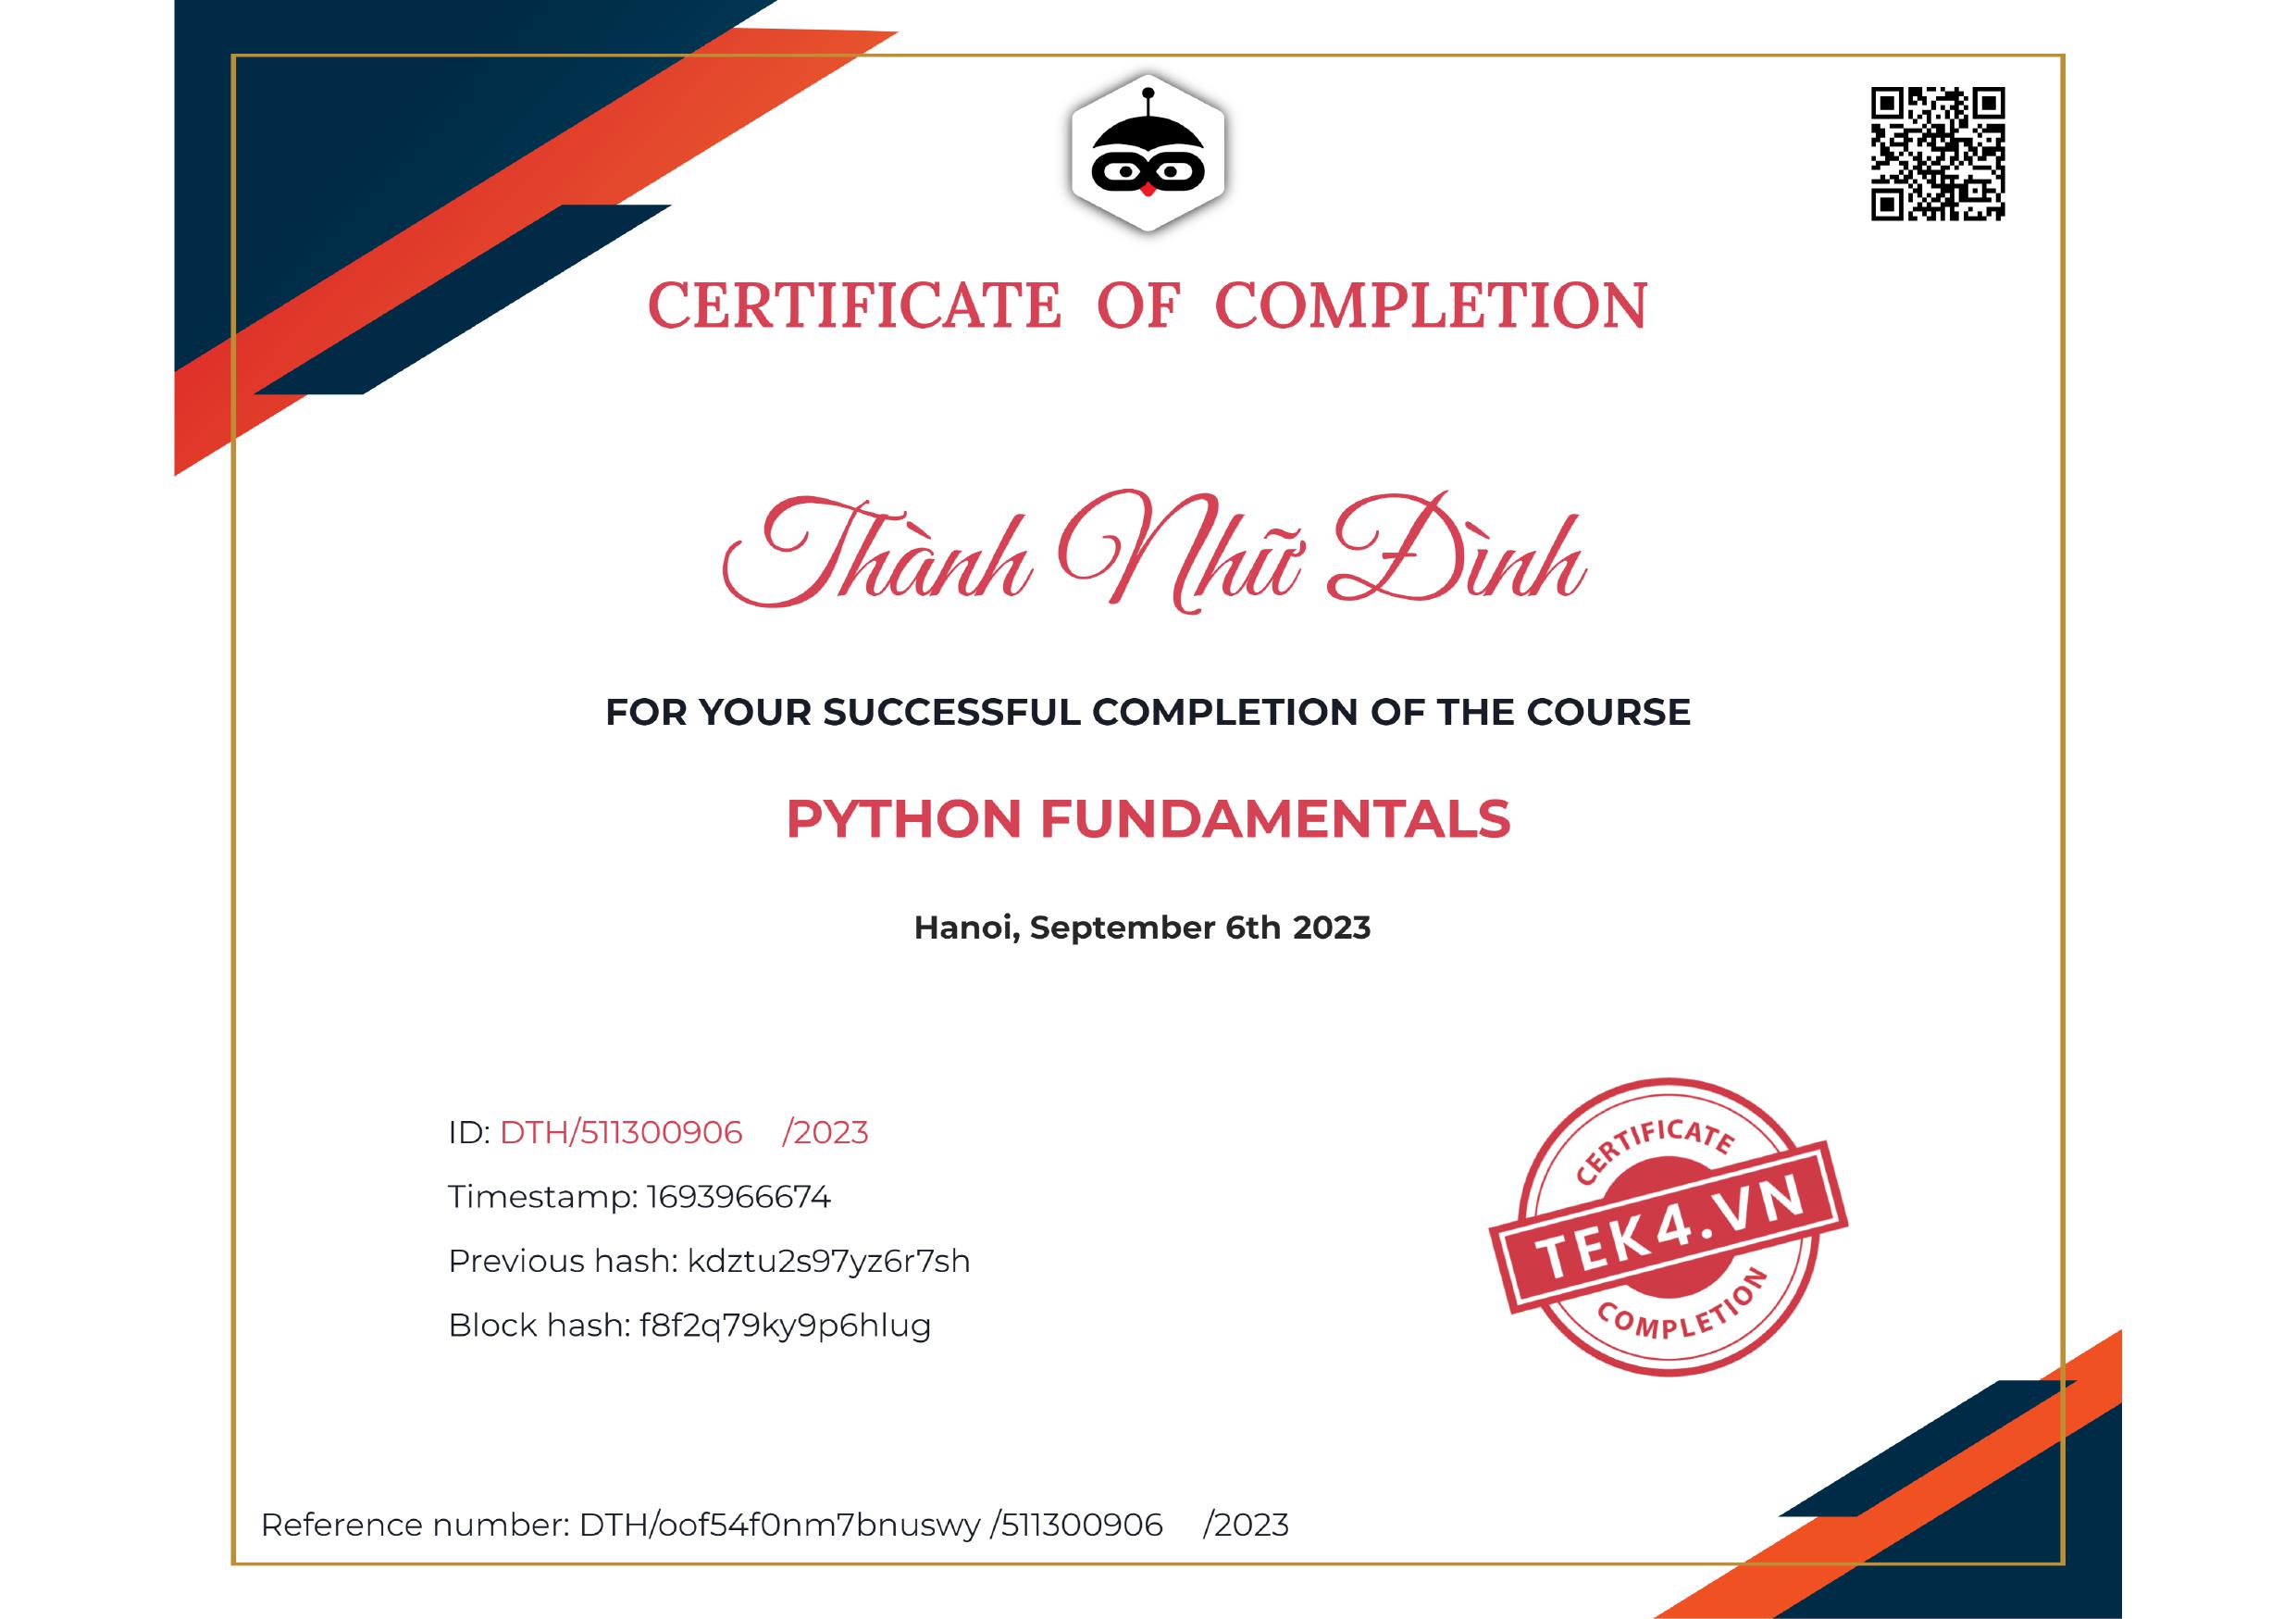 CERTIFICATE OF COMPLETION
Thành Nhữ Đình
FOR YOUR SUCCESSFUL COMPLETION OF THE COURSE
PYTHON FUNDAMENTALS
Hanoi, September 6th 2023
ID: DTH/511300906 /2023
Timestamp: 1693966674
Previous hash: kdztu2s97yz6r7sh
Block hash: f8f2q79ky9p6hlug
CERTIFICATE
TEK4.VN
COMPLETION
Reference number: DTH/oof54f0nm7bnuswy /511300906 /2023